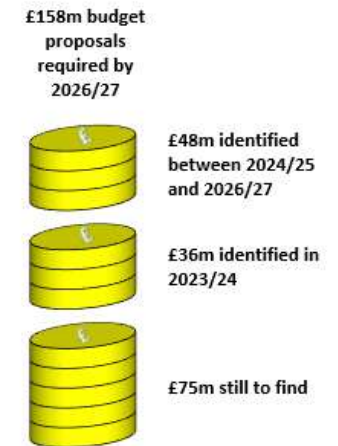 £158m budget
proposals
required by
2026/27
£
£48m identified
between 2024/25
and 2026/27
£
£36m identified in
2023/24
£
£75m still to find